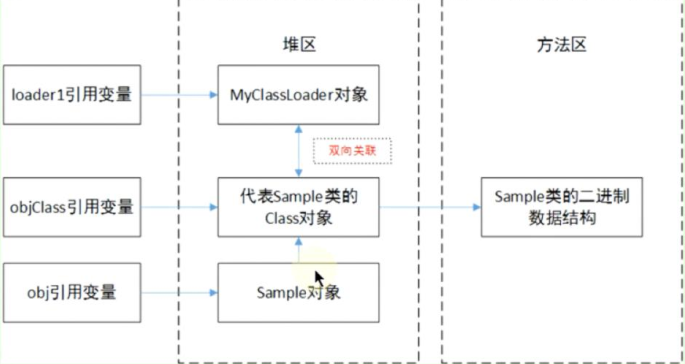 堆区
方法区
loader1引用变量
MyClassLoader对象
双向关联
objClass引用变量
代表Sample类的
Class对象
Sample类的二进制
数据结构
obj引用变量
Sample对象